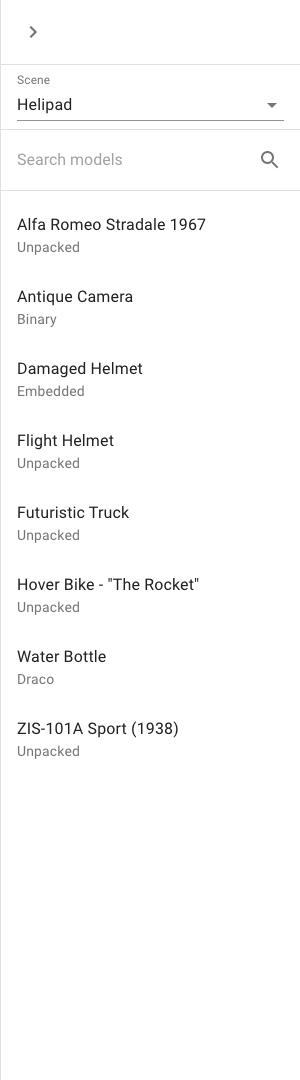 Scene
Helipad
Search models
Alfa Romeo Stradale 1967
Unpacked
Antique Camera
Binary
Damaged Helmet
Embedded
Flight Helmet
Unpacked
Futuristic Truck
Unpacked
Hover Bike - "The Rocket"
Unpacked
Water Bottle
Draco
ZIS-101A Sport (1938)
Unpacked